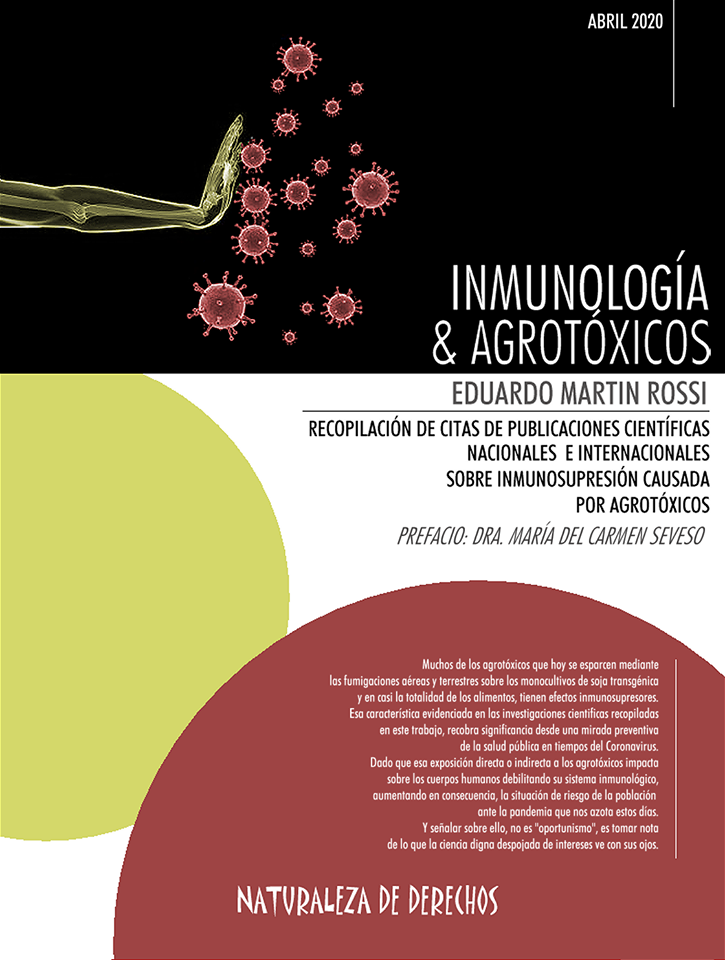 ABRIL 2020
INMUNOLOGÍA
& AGROTÓXICOS
EDUARDO MARTIN ROSSI
RECOPILACIÓN DE CITAS DE PUBLICACIONES CIENTÍFICAS
NACIONALES E INTERNACIONALES
SOBRE INMUNOSUPRESIÓN CAUSADA
POR AGROTÓXICOS
PREFACIO: DRA. MARÍA DEL CARMEN SEVESO
Muchos de los agrotóxicos que hoy se esparcen mediante
las fumigaciones aéreas y terrestres sobre los monocultivos de soja transgénica
y en casi la totalidad de los alimentos, tienen efectos inmunosupresores.
Esa característica evidenciada en las investigaciones científicas recopiladas
en este trabajo, recobra significancia desde una mirada preventiva
de la salud pública en tiempos del Coronavirus.
Dado que esa exposición directa o indirecta a los agrotóxicos impacta
sobre los cuerpos humanos debilitando su sistema inmunológico,
aumentando en consecuencia, la situación de riesgo de la población
ante la pandemia que nos azota estos días.
Y señalar sobre ello, no es "oportunismo", es tomar nota
de lo que la ciencia digna despojada de intereses ve con sus ojos.
NATURALEZA DE DERECHOS